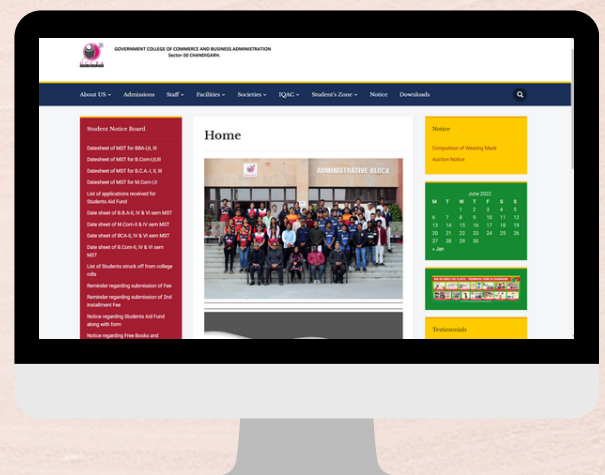 GOVERNMENT COLLEGE OF COMMERCE AND BUSINESS ADMINISTRATION
Sector-50 CHANDIGARH.
About US
Admissions
Staff
Facilities
Societies
IQAC
Student's Zone
Notice
Downloads
Student Notice Board
Datesheet of MST for BBA-I,II, III
Datesheet of MST for B.Com-I,II,III
Datesheet of MST for B.C.A.-I, II, III
Datesheet of MST for M.Com-I,II
List of applications received for
Students Aid Fund
Date sheet of B.B.A-II, IV & VI sem MST
Date sheet of M.Com-II & IV sem MST
Date sheet of BCA-II, IV & VI sem MST
Date sheet of B.Com-II, IV & VI sem
MST
List of Students struck off from college
rolls
Reminder regarding submission of Fee
Reminder regarding submission of 2nd
Installment Fee
Notice regarding Students Aid Fund
along with form
Notice regarding Free Books and
Home
ADMINISTRATIVE BLOCK
Notice
Compulsion of Wearing Mask
Auction Notice
June 2022
M T W T F S S
1 2 3 4 5
6 7 8 9 10 11 12
13 14 15 16 17 18 19
20 21 22 23 24 25 26
27 28 29 30
« Jan
Testimonials